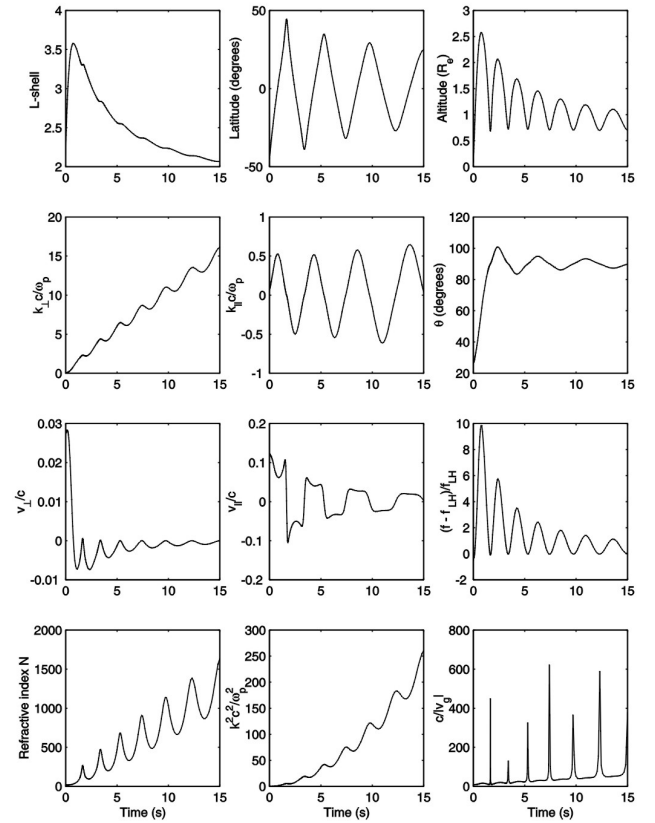 4
3.5
3
2.5
2
L-shell
0 5 10 15
50
0
-50
Latitude (degrees)
0 5 10 15
3
2.5
2
1.5
1
0.5
0
Altitude (Rₑ)
0 5 10 15
20
15
10
5
0
k⊥c/ωₚ
0 5 10 15
1
0.5
0
-0.5
-1
k||c/ωₚ
0 5 10 15
120
100
80
60
40
20
θ (degrees)
0 5 10 15
0.03
0.02
0.01
0
-0.01
v⊥/c
0 5 10 15
0.2
0.1
0
-0.1
-0.2
v||/c
0 5 10 15
10
8
6
4
2
0
-2
(f - f LH)/fLH
0 5 10 15
2000
1500
1000
500
0
Refractive index N
0 5 10 15
Time (s)
300
250
200
150
100
50
0
k²c²/ωₚ²
0 5 10 15
Time (s)
800
600
400
200
0
c/|vg|
0 5 10 15
Time (s)